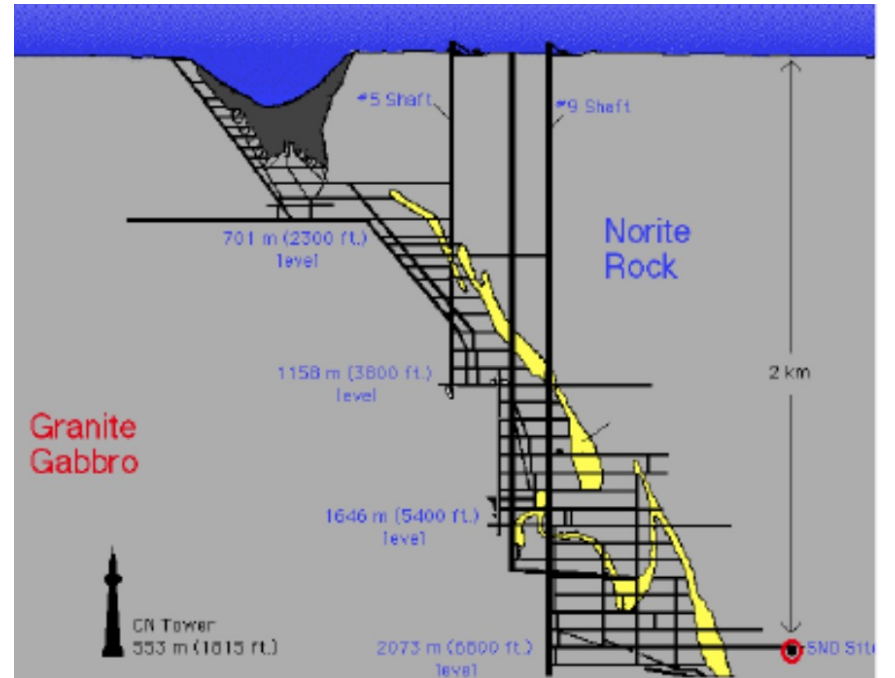 #5 Shaft
#9 Shaft
701 m (2300 ft.)
level
Norite
Rock
1158 m (3800 ft.)
level
2 km
Granite
Gabbro
1646 m (5400 ft.)
level
CN Tower
553 m (1815 ft.)
2073 m (6800 ft.)
level
SNO Site